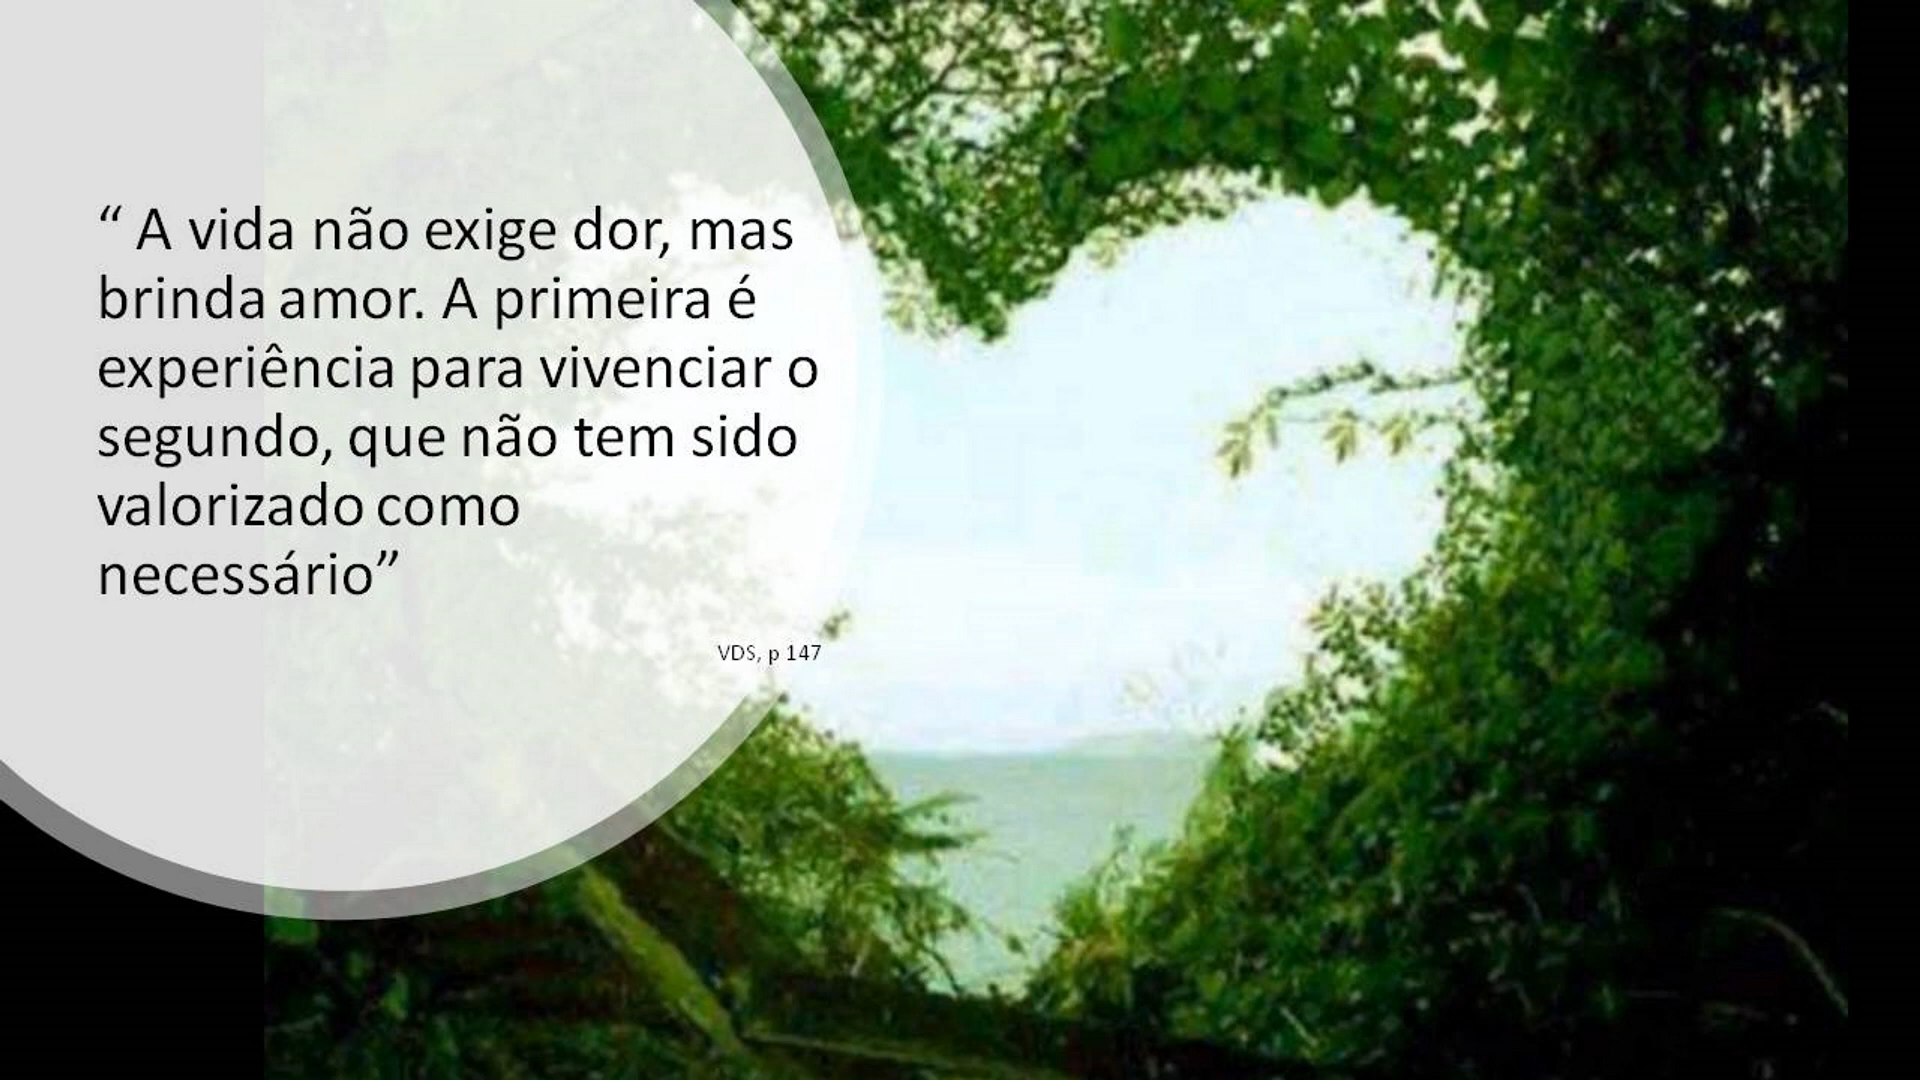 “ A vida não exige dor, mas
brinda amor. A primeira é
experiência para vivenciar o
segundo, que não tem sido
valorizado como
necessário”
VDS, p 147